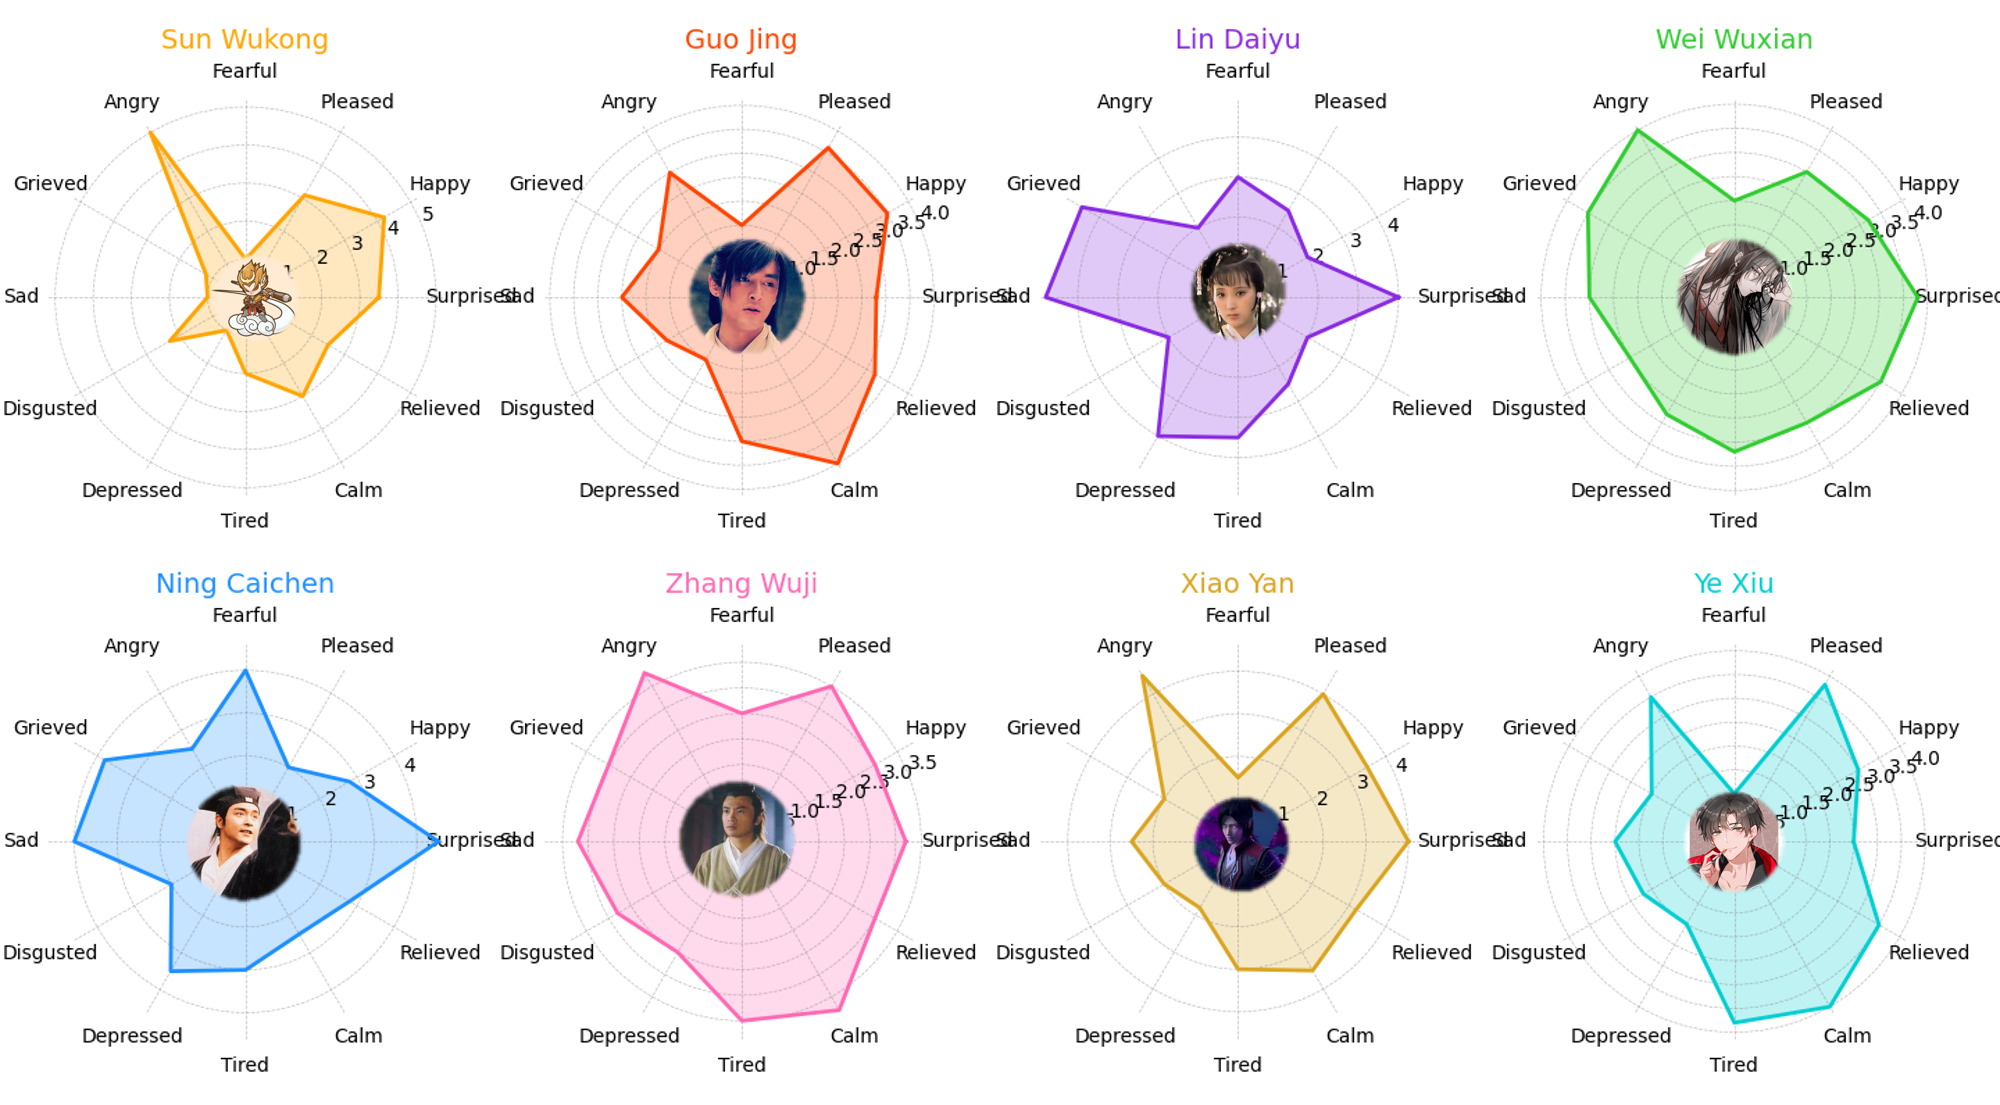 Sun Wukong
Fearful
Angry
Pleased
Grieved
Happy
5
4
3
2
1
Sad
Surprised
Disgusted
Relieved
Depressed
Calm
Tired
Guo Jing
Fearful
Angry
Pleased
Grieved
Happy
4.0
3.5
3.0
2.5
2.0
1.5
1.0
Sad
Surprised
Disgusted
Relieved
Depressed
Calm
Tired
Lin Daiyu
Fearful
Angry
Pleased
Grieved
Happy
4
3
2
1
Sad
Surprised
Disgusted
Relieved
Depressed
Calm
Tired
Wei Wuxian
Fearful
Angry
Pleased
Grieved
Happy
4.0
3.5
3.0
2.5
2.0
1.5
1.0
Sad
Surprised
Disgusted
Relieved
Depressed
Calm
Tired
Ning Caichen
Fearful
Angry
Pleased
Grieved
Happy
4
3
2
1
Sad
Surprised
Disgusted
Relieved
Depressed
Calm
Tired
Zhang Wuji
Fearful
Angry
Pleased
Grieved
Happy
3.5
3.0
2.5
2.0
1.5
1.0
Sad
Surprised
Disgusted
Relieved
Depressed
Calm
Tired
Xiao Yan
Fearful
Angry
Pleased
Grieved
Happy
4
3
2
1
Sad
Surprised
Disgusted
Relieved
Depressed
Calm
Tired
Ye Xiu
Fearful
Angry
Pleased
Grieved
Happy
4.0
3.5
3.0
2.5
2.0
1.5
1.0
Sad
Surprised
Disgusted
Relieved
Depressed
Calm
Tired